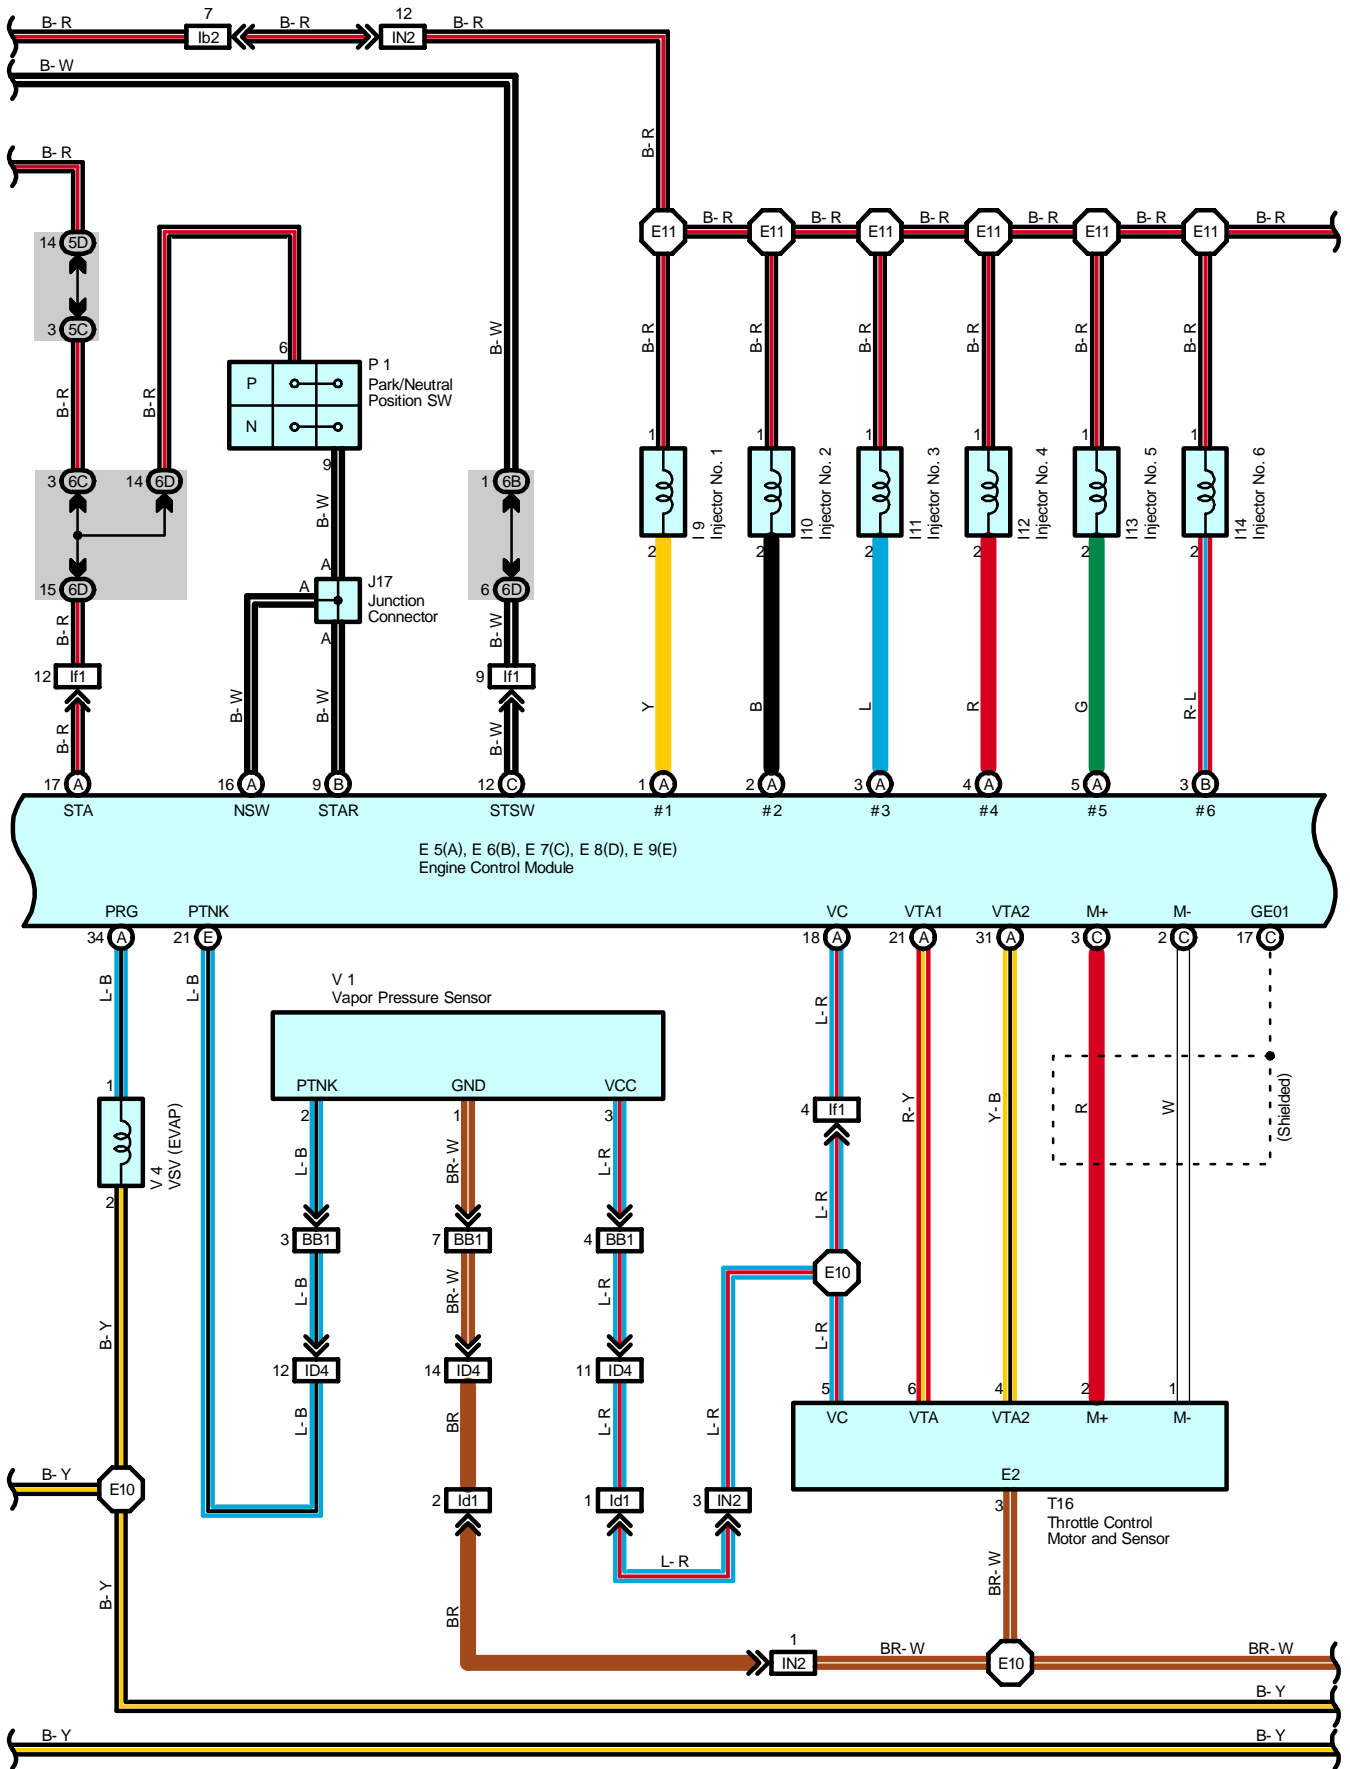 7
12
B- R
Ib2
B- R
IN2
B- R
B- W
B- R
B- R
E11
B- R
E11
B- R
E11
B- R
E11
B- R
E11
B- R
E11
B- R
14
5D
3
5C
B- R
B- R
B- W
B- R
B- R
B- R
B- R
B- R
B- R
6
P
N
P 1
Park/Neutral
Position SW
9
3
6C
14
6D
1
6B
B- W
1
1
1
1
1
1
I 9
Injector No. 1
I10
Injector No. 2
I11
Injector No. 3
I12
Injector No. 4
I13
Injector No. 5
I14
Injector No. 6
2
2
2
2
2
2
A
A
J17
Junction
Connector
A
15
6D
6
6D
B- R
B- W
12
If1
9
If1
B- R
B- W
B- W
B- W
Y
B
L
R
G
R- L
17
A
16
A
9
B
12
C
1
A
2
A
3
A
4
A
5
A
3
B
STA
NSW
STAR
STSW
#1
#2
#3
#4
#5
#6
E 5(A), E 6(B), E 7(C), E 8(D), E 9(E)
Engine Control Module
PRG
PTNK
VC
VTA1
VTA2
M+
M-
GE01
34
A
21
E
18
A
21
A
31
A
3
C
2
C
17
C
L- B
L- B
V 1
Vapor Pressure Sensor
L- R
PTNK
GND
VCC
2
1
3
1
V 4
VSV (EVAP)
2
4
If1
R- Y
Y- B
R
W
(Shielded)
L- B
BR- W
L- R
L- R
3
BB1
7
BB1
4
BB1
E10
L- B
BR- W
L- R
B- Y
L- R
12
ID4
14
ID4
11
ID4
5
6
4
2
1
VC
VTA
VTA2
M+
M-
L- B
BR
L- R
L- R
E2
B- Y
E10
2
Id1
1
Id1
3
IN2
3
T16
Throttle Control
Motor and Sensor
L- R
B- Y
BR
BR- W
1
IN2
BR- W
E10
BR- W
B- Y
B- Y
B- Y